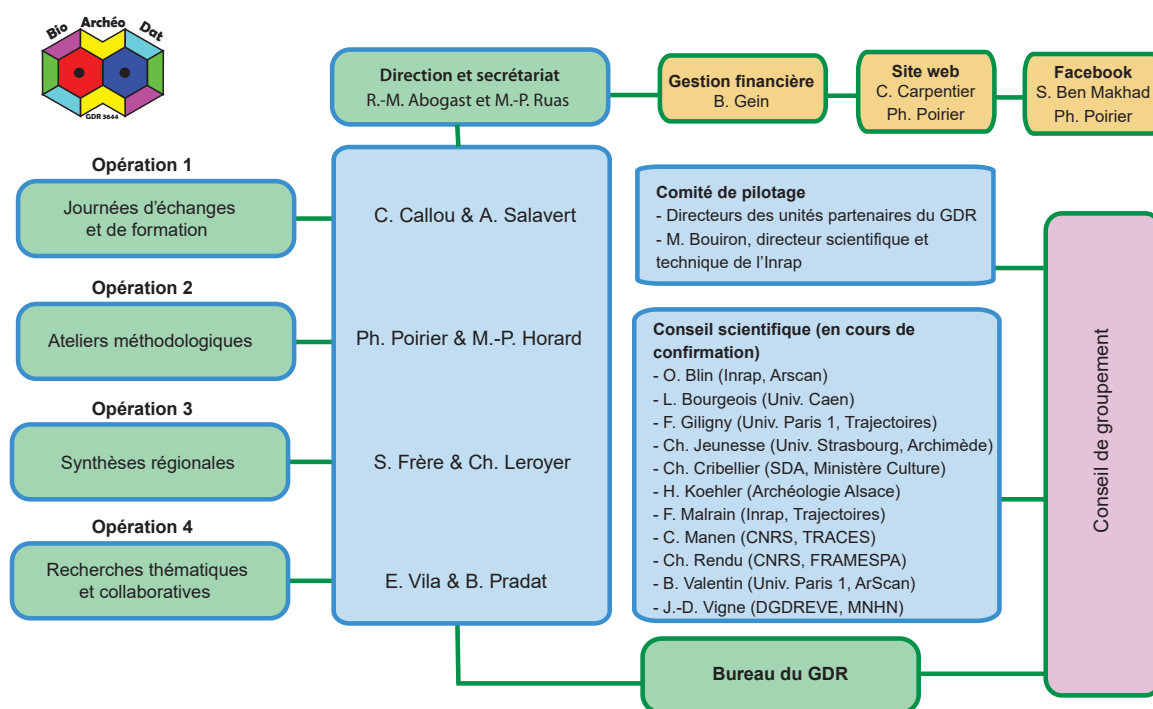 Bio Archéo Dat
GDR 3644
Direction et secrétariat
R.-M. Abogast et M.-P. Ruas
Gestion financière
B. Gein
Site web
C. Carpentier
Ph. Poirier
Facebook
S. Ben Makhad
Ph. Poirier
Opération 1
Journées d'échanges
et de formation
C. Callou & A. Salavert
Opération 2
Ateliers méthodologiques
Ph. Poirier & M.-P. Horard
Opération 3
Synthèses régionales
S. Frère & Ch. Leroyer
Opération 4
Recherches thématiques
et collaboratives
E. Vila & B. Pradat
Comité de pilotage
- Directeurs des unités partenaires du GDR
- M. Bouiron, directeur scientifique et
technique de l'Inrap
Conseil scientifique (en cours de
confirmation)
- O. Blin (Inrap, Arscan)
- L. Bourgeois (Univ. Caen)
- F. Giligny (Univ. Paris 1, Trajectoires)
- Ch. Jeunesse (Univ. Strasbourg, Archimède)
- Ch. Cribellier (SDA, Ministère Culture)
- H. Koehler (Archéologie Alsace)
- F. Malrain (Inrap, Trajectoires)
- C. Manen (CNRS, TRACES)
- Ch. Rendu (CNRS, FRAMESPA)
- B. Valentin (Univ. Paris 1, ArScan)
- J.-D. Vigne (DGDREVE, MNHN)
Bureau du GDR
Conseil de groupement